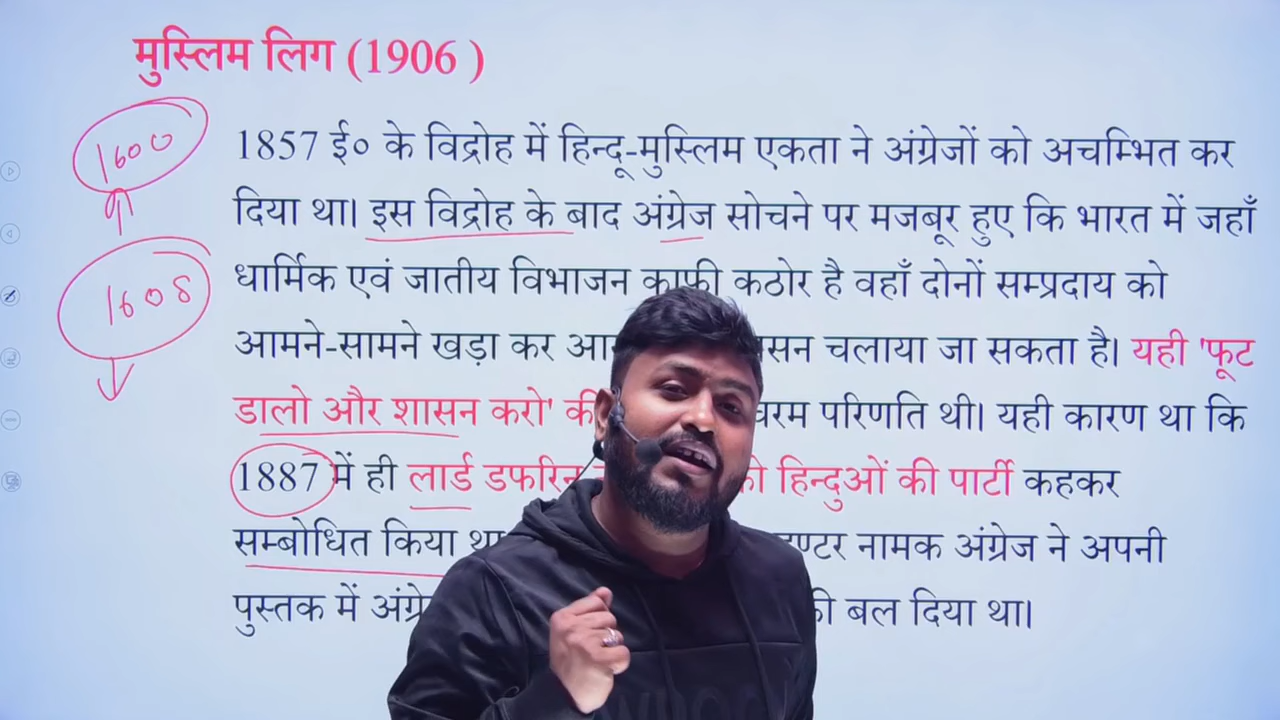 मुस्लिम लिग (1906 )
1600
1608
1857 ई० के विद्रोह में हिन्दू-मुस्लिम एकता ने अंग्रेजों को अचम्भित कर
दिया था। इस विद्रोह के बाद अंग्रेज सोचने पर मजबूर हुए कि भारत में जहाँ
धार्मिक एवं जातीय विभाजन काफी कठोर है वहाँ दोनों सम्प्रदाय को
आमने-सामने खड़ा कर चलाया जा सकता है। यही 'फूट
डालो और शासन करो' की परिणति थी। यही कारण था कि
1887 में ही लार्ड डफरिन हिन्दुओं की पार्टी कहकर
सम्बोधित किया नामक अंग्रेज ने अपनी
पुस्तक में बल दिया था।